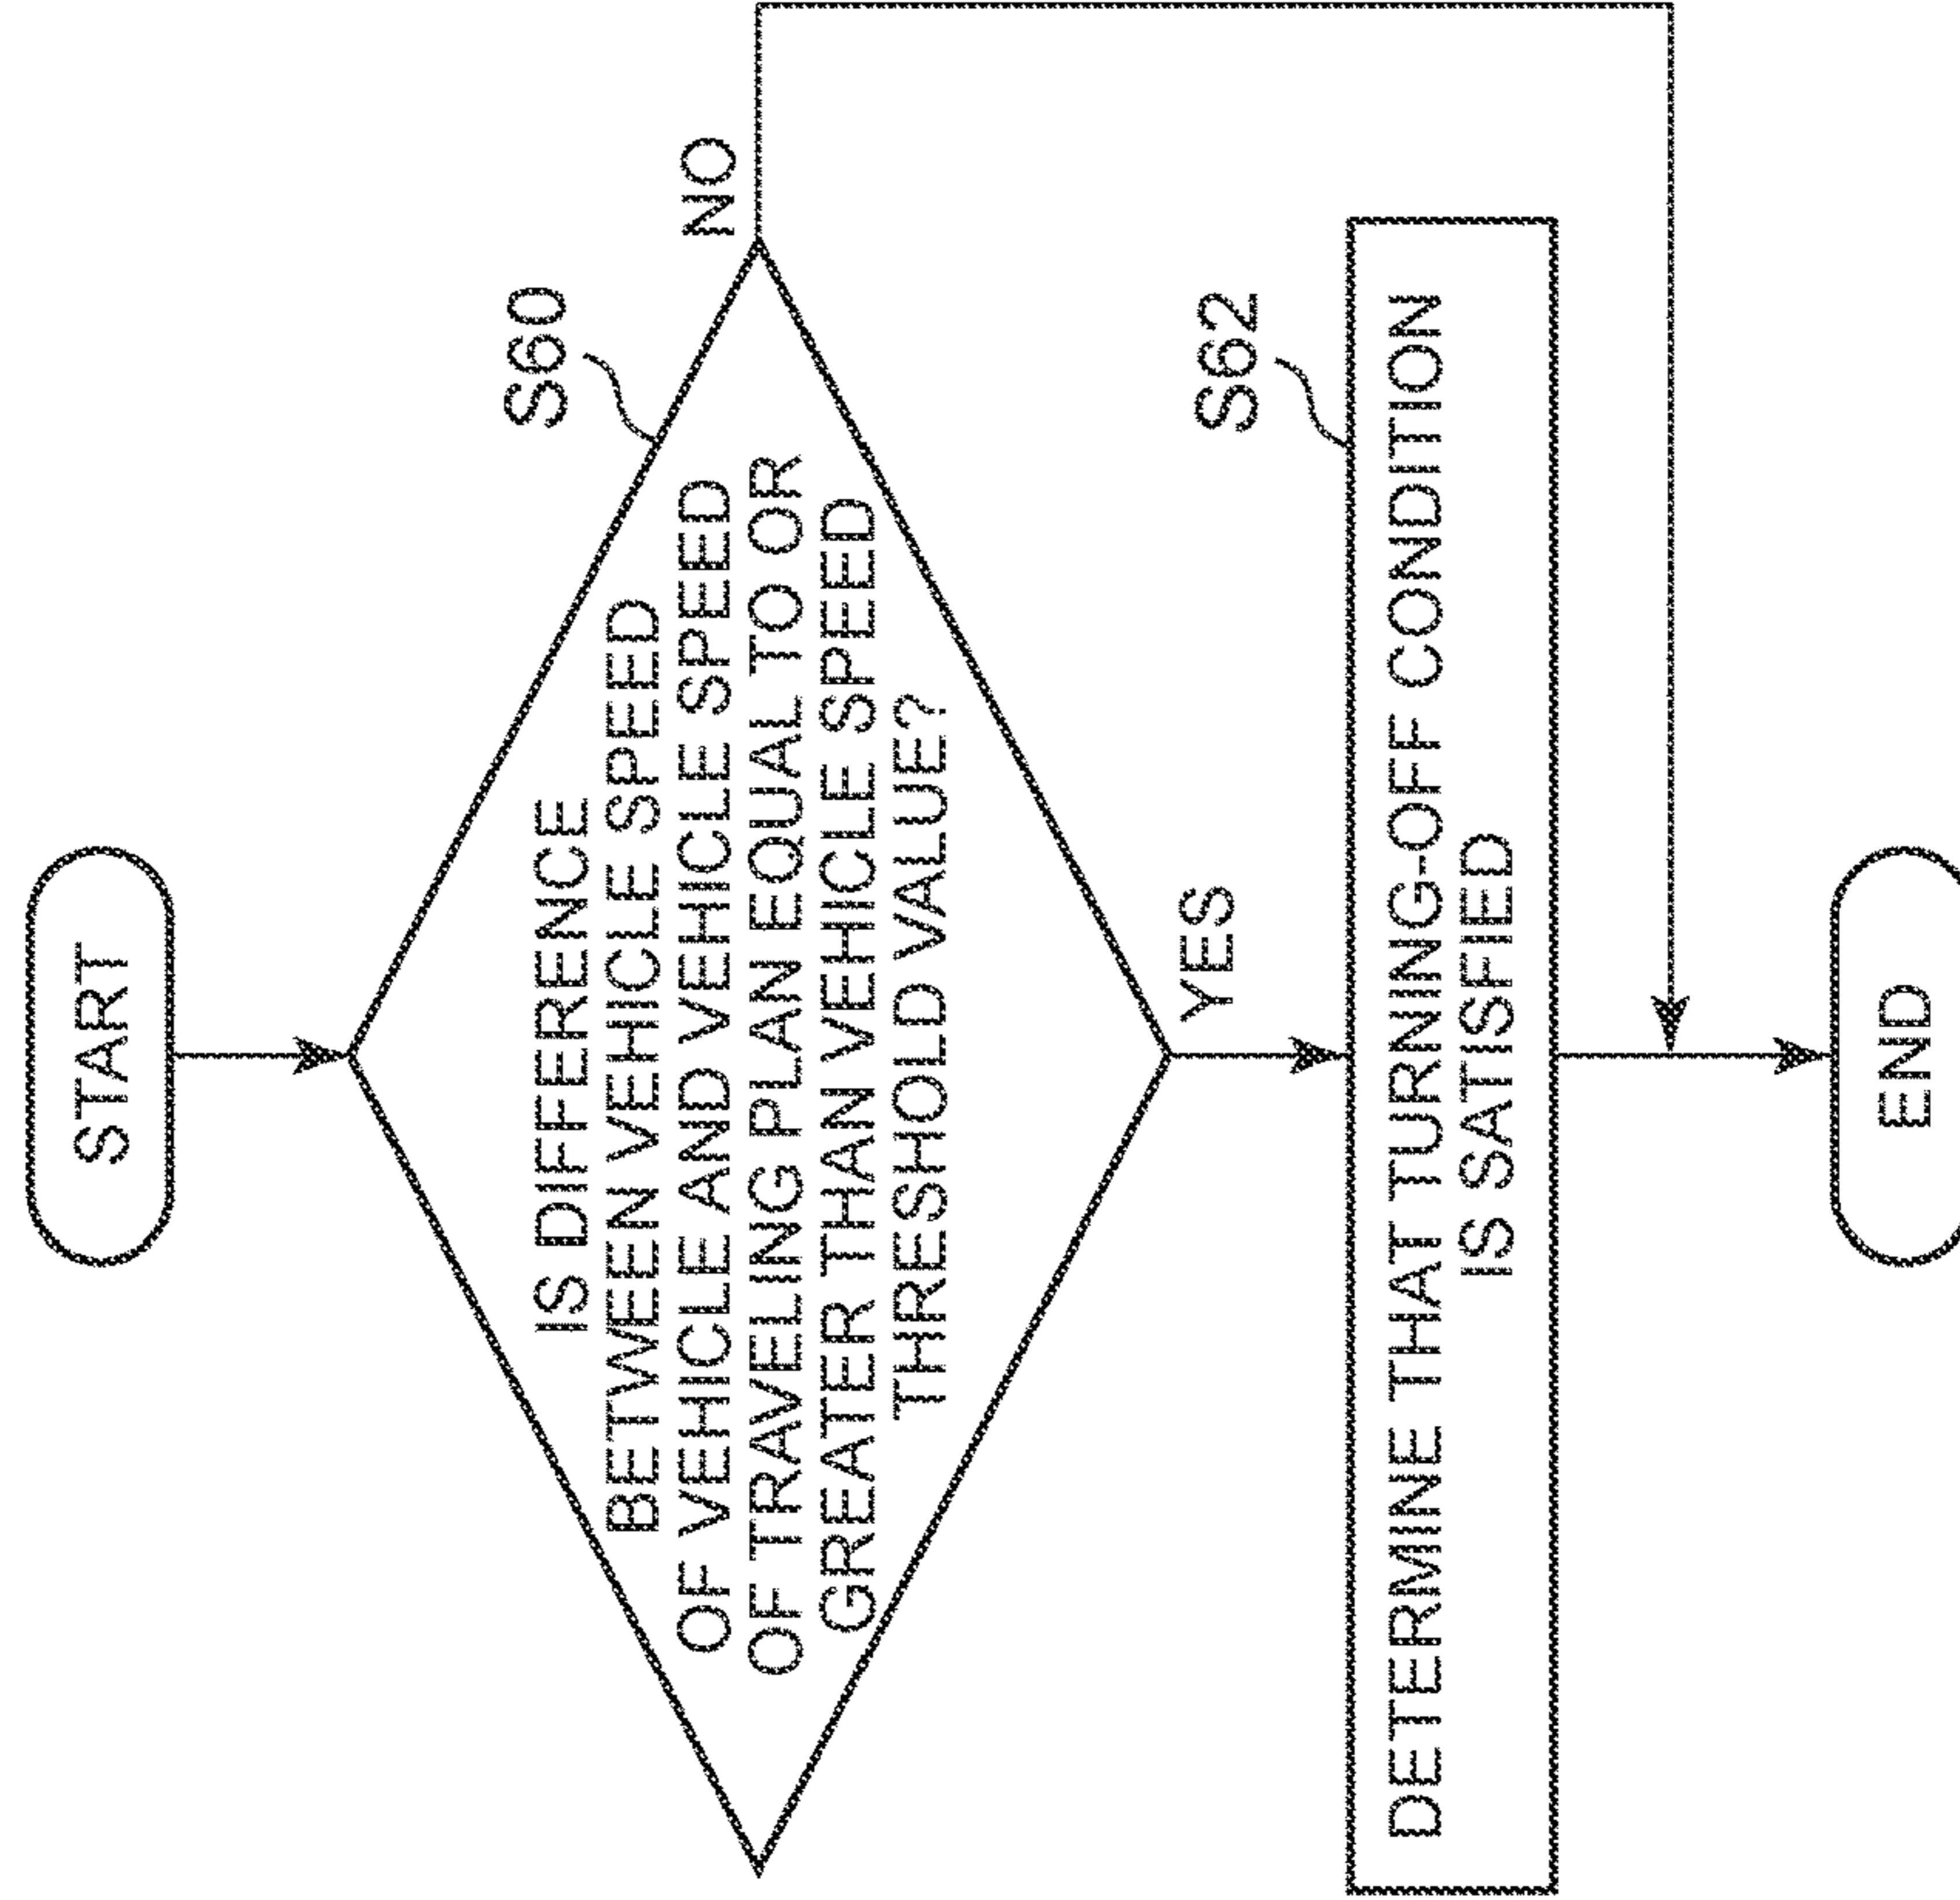 START
S60
IS DIFFERENCE
BETWEEN VEHICLE SPEED
OF VEHICLE AND VEHICLE SPEED
OF TRAVELING PLAN EQUAL TO OR
GREATER THAN VEHICLE SPEED
THRESHOLD VALUE?
NO
YES
S62
DETERMINE THAT TURNING-OFF CONDITION
IS SATISFIED
END